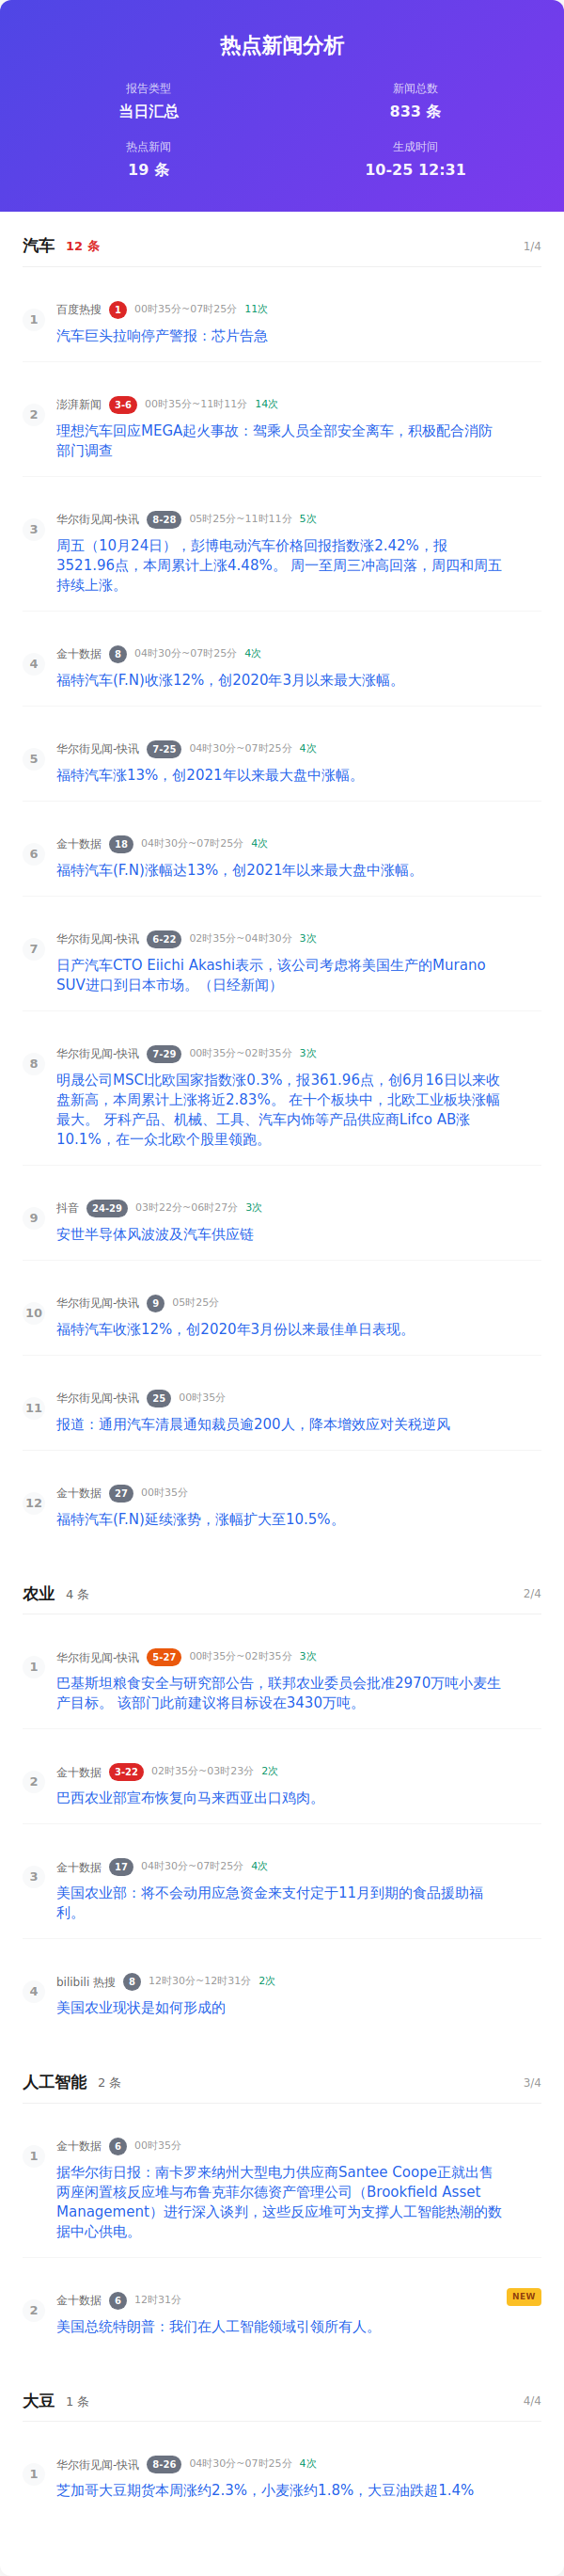 热点新闻分析
报告类型
新闻总数
当日汇总
833 条
热点新闻
生成时间
19 条
10-25 12:31
汽车 12 条 1/4
1
百度热搜 1 00时35分~07时25分 11次
汽车巨头拉响停产警报：芯片告急
2
澎湃新闻 3-6 00时35分~11时11分 14次
理想汽车回应MEGA起火事故：驾乘人员全部安全离车，积极配合消防
部门调查
3
华尔街见闻-快讯 8-28 05时25分~11时11分 5次
周五（10月24日），彭博电动汽车价格回报指数涨2.42%，报
3521.96点，本周累计上涨4.48%。 周一至周三冲高回落，周四和周五
持续上涨。
4
金十数据 8 04时30分~07时25分 4次
福特汽车(F.N)收涨12%，创2020年3月以来最大涨幅。
5
华尔街见闻-快讯 7-25 04时30分~07时25分 4次
福特汽车涨13%，创2021年以来最大盘中涨幅。
6
金十数据 18 04时30分~07时25分 4次
福特汽车(F.N)涨幅达13%，创2021年以来最大盘中涨幅。
7
华尔街见闻-快讯 6-22 02时35分~04时30分 3次
日产汽车CTO Eiichi Akashi表示，该公司考虑将美国生产的Murano
SUV进口到日本市场。（日经新闻）
8
华尔街见闻-快讯 7-29 00时35分~02时35分 3次
明晟公司MSCI北欧国家指数涨0.3%，报361.96点，创6月16日以来收
盘新高，本周累计上涨将近2.83%。 在十个板块中，北欧工业板块涨幅
最大。 牙科产品、机械、工具、汽车内饰等产品供应商Lifco AB涨
10.1%，在一众北欧个股里领跑。
9
抖音 24-29 03时22分~06时27分 3次
安世半导体风波波及汽车供应链
10
华尔街见闻-快讯 9 05时25分
福特汽车收涨12%，创2020年3月份以来最佳单日表现。
11
华尔街见闻-快讯 25 00时35分
报道：通用汽车清晨通知裁员逾200人，降本增效应对关税逆风
12
金十数据 27 00时35分
福特汽车(F.N)延续涨势，涨幅扩大至10.5%。
农业 4 条 2/4
1
华尔街见闻-快讯 5-27 00时35分~02时35分 3次
巴基斯坦粮食安全与研究部公告，联邦农业委员会批准2970万吨小麦生
产目标。 该部门此前建议将目标设在3430万吨。
2
金十数据 3-22 02时35分~03时23分 2次
巴西农业部宣布恢复向马来西亚出口鸡肉。
3
金十数据 17 04时30分~07时25分 4次
美国农业部：将不会动用应急资金来支付定于11月到期的食品援助福
利。
4
bilibili 热搜 8 12时30分~12时31分 2次
美国农业现状是如何形成的
人工智能 2 条 3/4
1
金十数据 6 00时35分
据华尔街日报：南卡罗来纳州大型电力供应商Santee Coope正就出售
两座闲置核反应堆与布鲁克菲尔德资产管理公司（Brookfield Asset
Management）进行深入谈判，这些反应堆可为支撑人工智能热潮的数
据中心供电。
2
金十数据 6 12时31分 NEW
美国总统特朗普：我们在人工智能领域引领所有人。
大豆 1 条 4/4
1
华尔街见闻-快讯 8-26 04时30分~07时25分 4次
芝加哥大豆期货本周涨约2.3%，小麦涨约1.8%，大豆油跌超1.4%